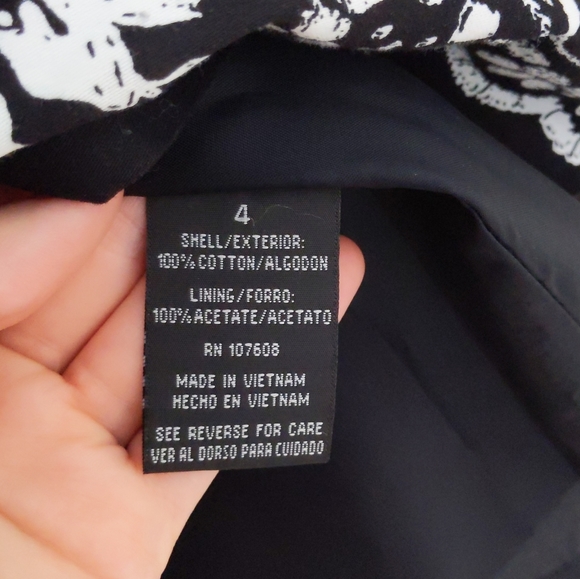 4
SHELL/EXTERIOR:
100% COTTON/ALGODON
LINING/FORRO:
100% ACETATE/ACETATO
RN 107608
MADE IN VIETNAM
HECHO EN VIETNAM
SEE REVERSE FOR CARE
VER AL DORSO PARA CUIDADO